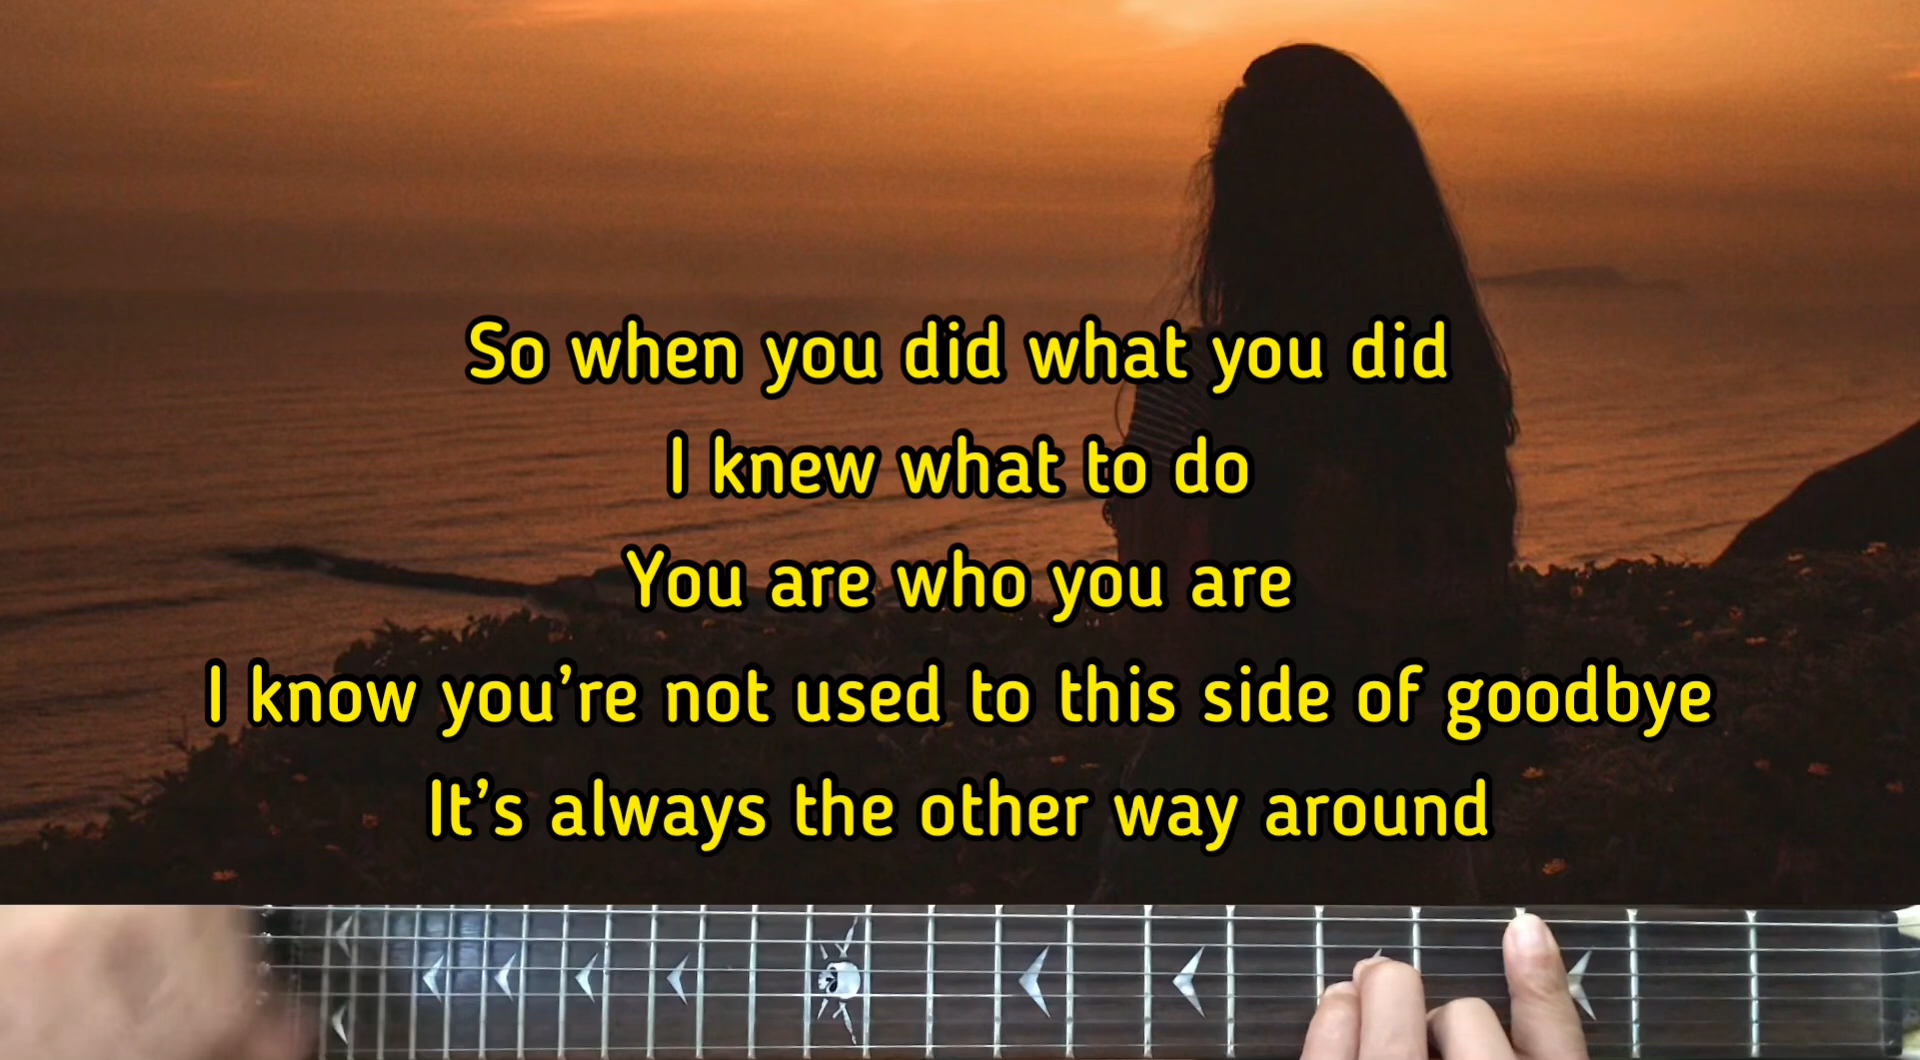 So when you did what you did
I knew what to do
You are who you are
I know you’re not used to this side of goodbye
It’s always the other way around